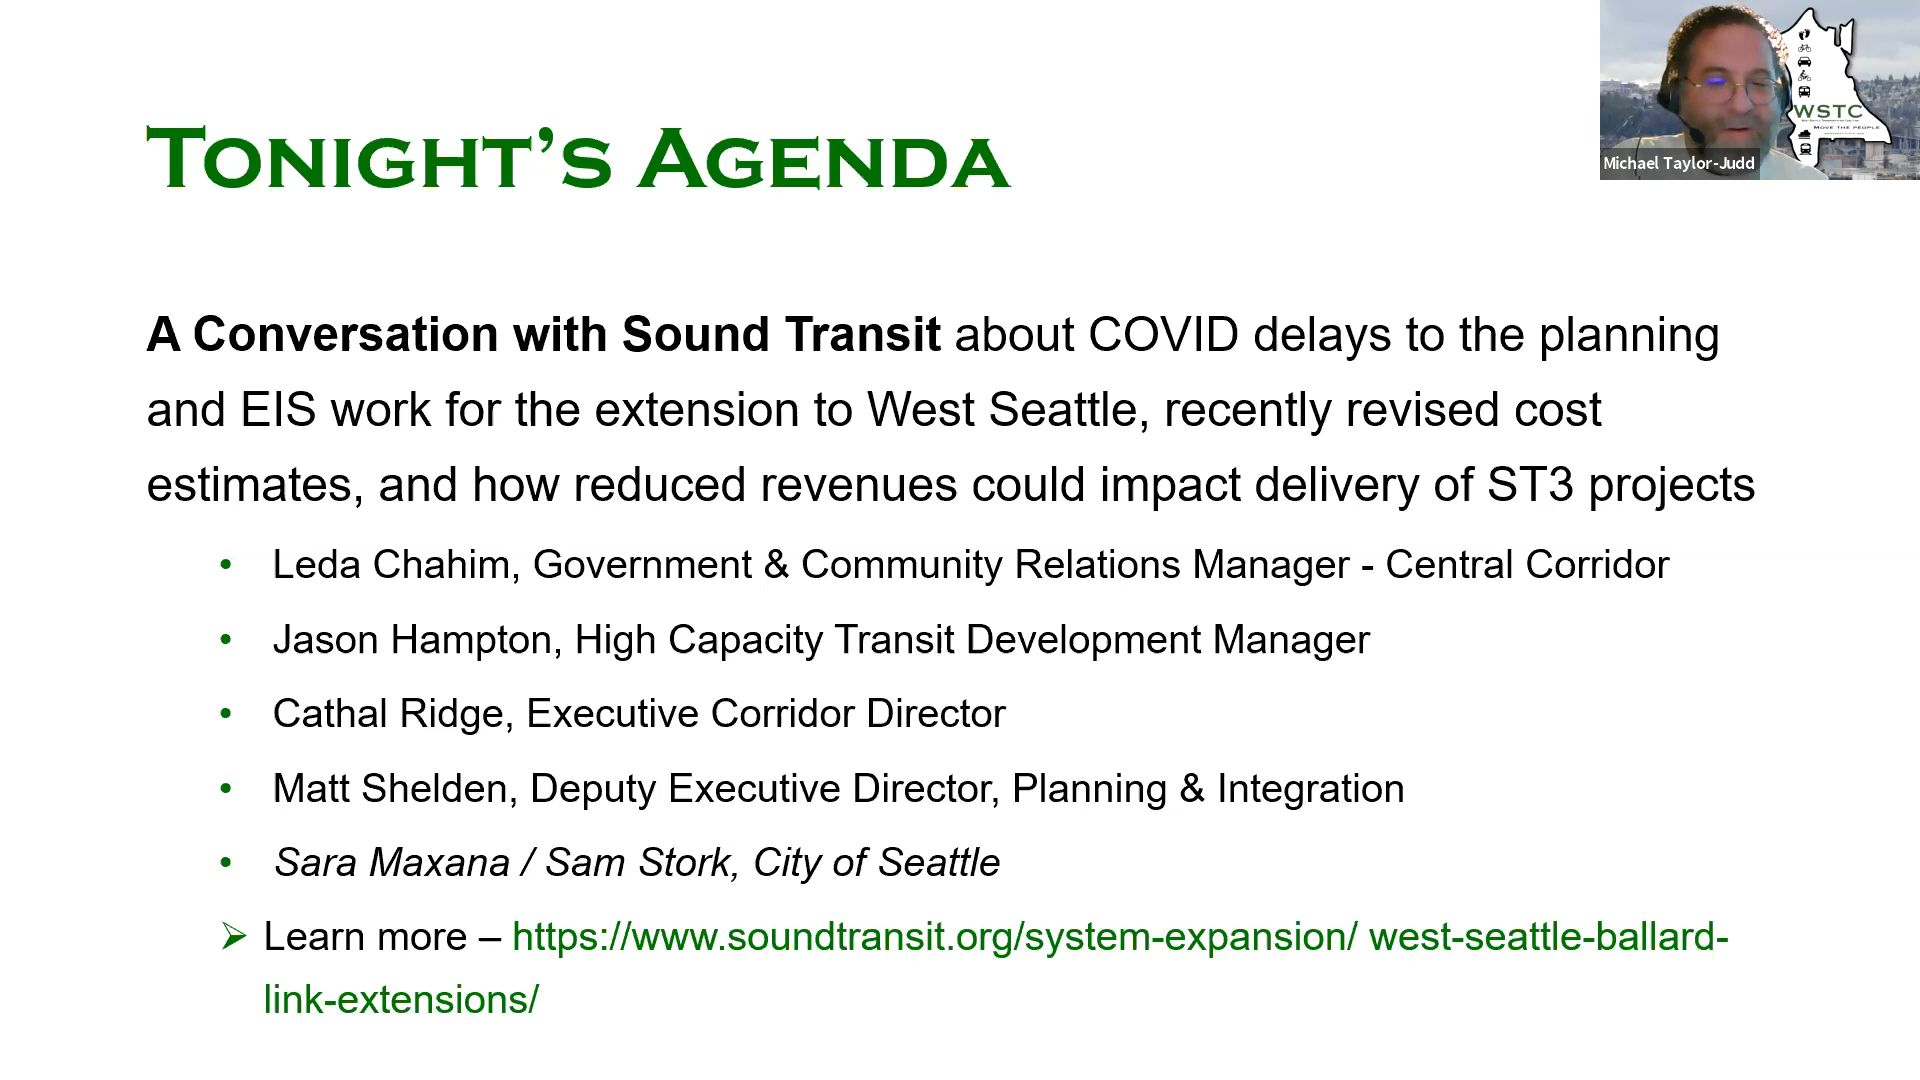 TONIGHT'S AGENDA
A Conversation with Sound Transit about COVID delays to the planning
and EIS work for the extension to West Seattle, recently revised cost
estimates, and how reduced revenues could impact delivery of ST3 projects
• Leda Chahim, Government & Community Relations Manager - Central Corridor
• Jason Hampton, High Capacity Transit Development Manager
• Cathal Ridge, Executive Corridor Director
• Matt Shelden, Deputy Executive Director, Planning & Integration
• Sara Maxana / Sam Stork, City of Seattle
➢ Learn more – https://www.soundtransit.org/system-expansion/ west-seattle-ballard-
link-extensions/
WSTC
MOVE THE PEOPLE
Michael Taylor-Judd